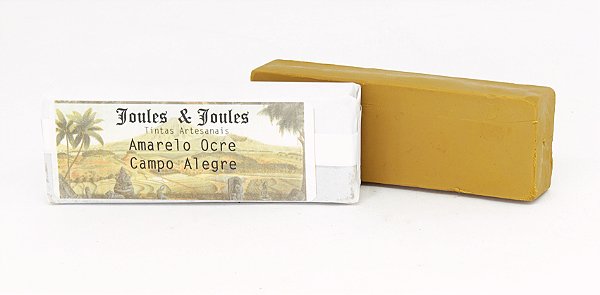 Joules & Joules
Tintas Artesanais
Amarelo Ocre
Campo Alegre